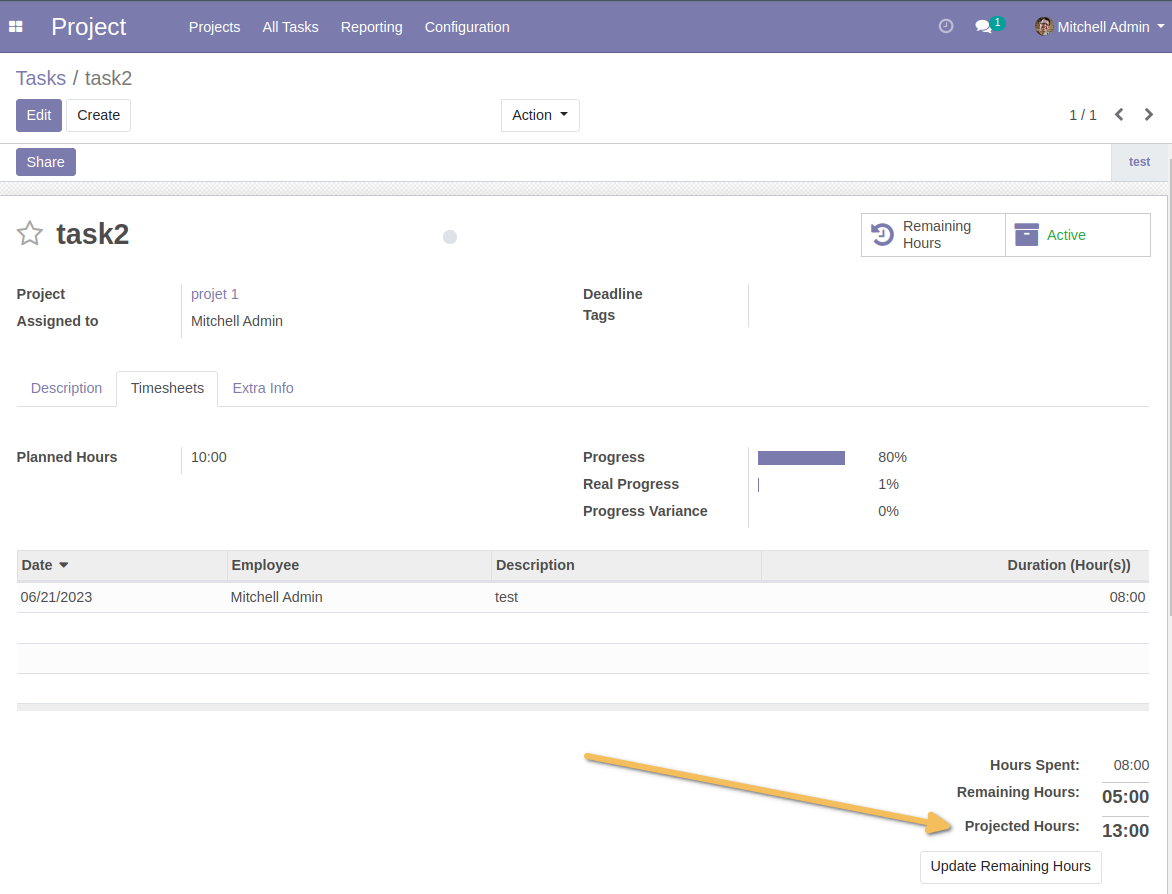 Project Projects All Tasks Reporting Configuration 1 Mitchell Admin
Tasks / task2
Edit Create Action 1 / 1
Share test
task2
Remaining
Hours
Active
Project projet 1 Deadline
Assigned to Mitchell Admin Tags
Description Timesheets Extra Info
Planned Hours 10:00 Progress 80%
Real Progress 1%
Progress Variance 0%
Date Employee Description Duration (Hour(s))
06/21/2023 Mitchell Admin test 08:00
Hours Spent: 08:00
Remaining Hours: 05:00
Projected Hours: 13:00
Update Remaining Hours